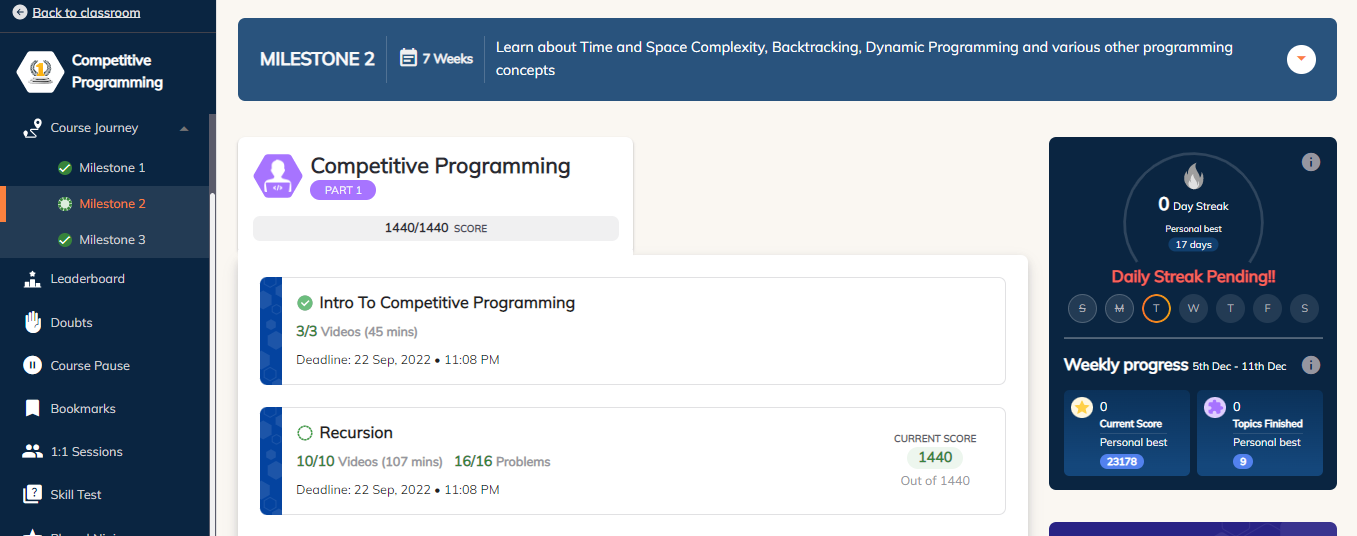 Back to classroom
Competitive
Programming
Course Journey
Milestone 1
Milestone 2
Milestone 3
Leaderboard
Doubts
Course Pause
Bookmarks
1:1 Sessions
Skill Test
MILESTONE 2
7 Weeks
Learn about Time and Space Complexity, Backtracking, Dynamic Programming and various other programming
concepts
Competitive Programming
PART 1
1440/1440 SCORE
Intro To Competitive Programming
3/3 Videos (45 mins)
Deadline: 22 Sep, 2022 • 11:08 PM
Recursion
10/10 Videos (107 mins) 16/16 Problems
Deadline: 22 Sep, 2022 • 11:08 PM
CURRENT SCORE
1440
Out of 1440
0 Day Streak
Personal best
17 days
Daily Streak Pending!!
S M T W T F S
Weekly progress 5th Dec - 11th Dec
0
Current Score
Personal best
23178
0
Topics Finished
Personal best
9